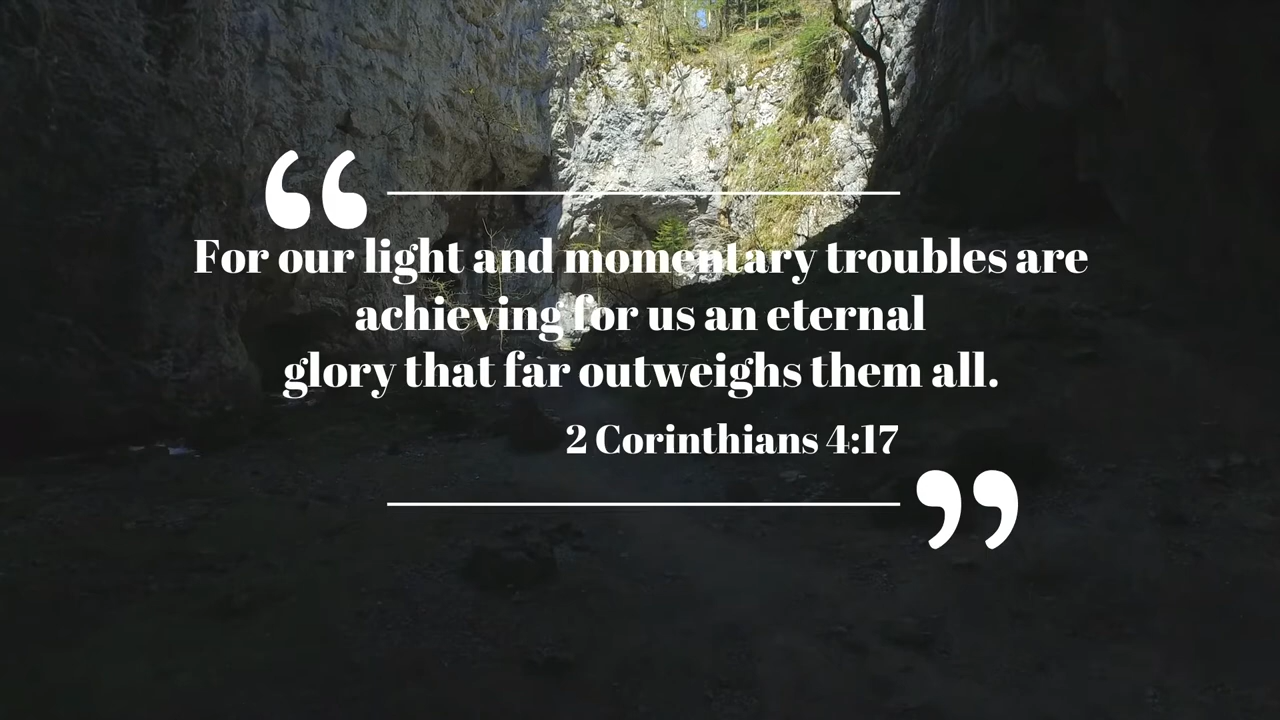 “
For our light and momentary troubles are
achieving for us an eternal
glory that far outweighs them all.
2 Corinthians 4:17
”